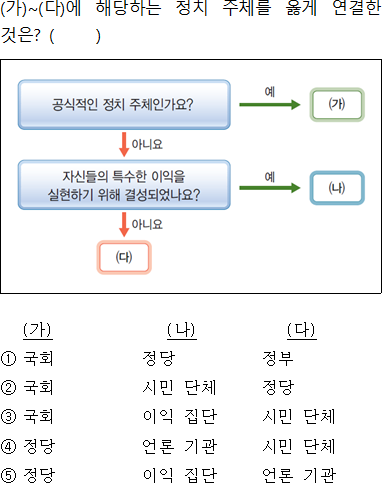 (가)~(다)에 해당하는 정치 주체를 옳게 연결한
것은? (      )
공식적인 정치 주체인가요?
예
(가)
아니요
자신들의 특수한 이익을
실현하기 위해 결성되었나요?
예
(나)
아니요
(다)
(가) (나) (다)
① 국회 정당 정부
② 국회 시민 단체 정당
③ 국회 이익 집단 시민 단체
④ 정당 언론 기관 시민 단체
⑤ 정당 이익 집단 언론 기관